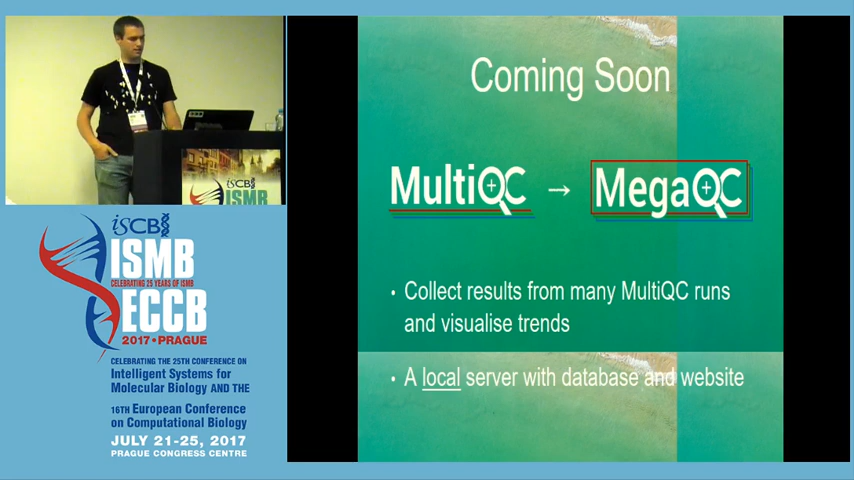 Coming Soon
MultiQC → MegaQC
• Collect results from many MultiQC runs
and visualise trends
• A local server with database and website
iSCB
ISMB
iSCB
ISMB
CELEBRATING 25 YEARS OF ISMB
ECCB
2017 • PRAGUE
CELEBRATING THE 25TH CONFERENCE ON
Intelligent Systems for
Molecular Biology AND THE
16TH European Conference
on Computational Biology
JULY 21-25, 2017
PRAGUE CONGRESS CENTRE